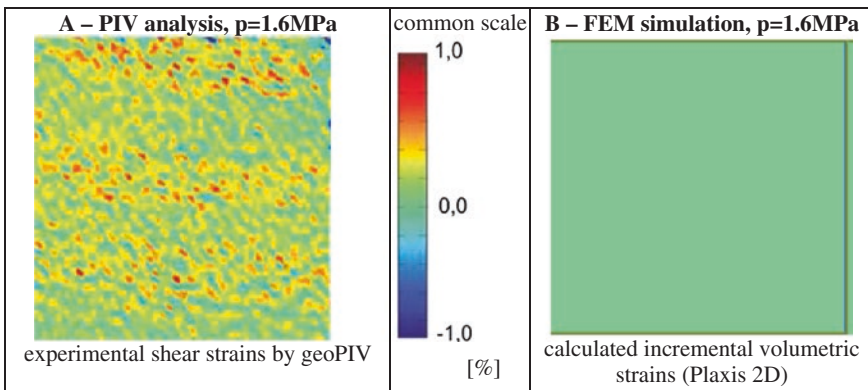 A – PIV analysis, p=1.6MPa
experimental shear strains by geoPIV
common scale
1,0
0,0
-1.0
[%]
B – FEM simulation, p=1.6MPa
calculated incremental volumetric
strains (Plaxis 2D)